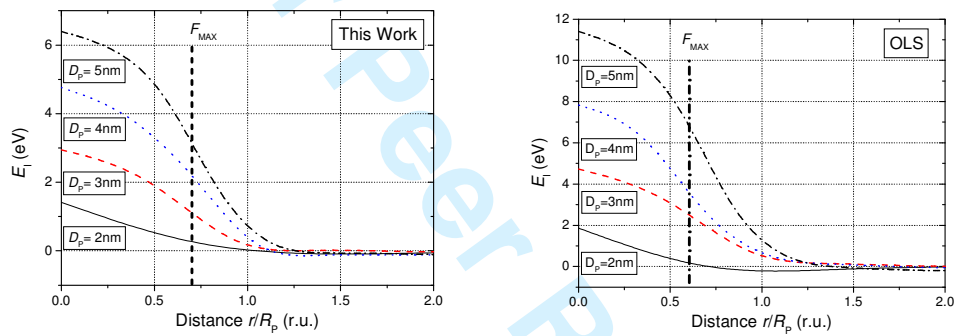 This Work
F_MAX
D_P= 5nm
D_P= 4nm
D_P= 3nm
D_P= 2nm
E_I (eV)
6
4
2
0
0.0 0.5 1.0 1.5 2.0
Distance r/R_P (r.u.)
OLS
F_MAX
D_P=5nm
D_P=4nm
D_P=3nm
D_P=2nm
E_I (eV)
12
10
8
6
4
2
0
-2
0.0 0.5 1.0 1.5 2.0
Distance r/R_P (r.u.)
Peer